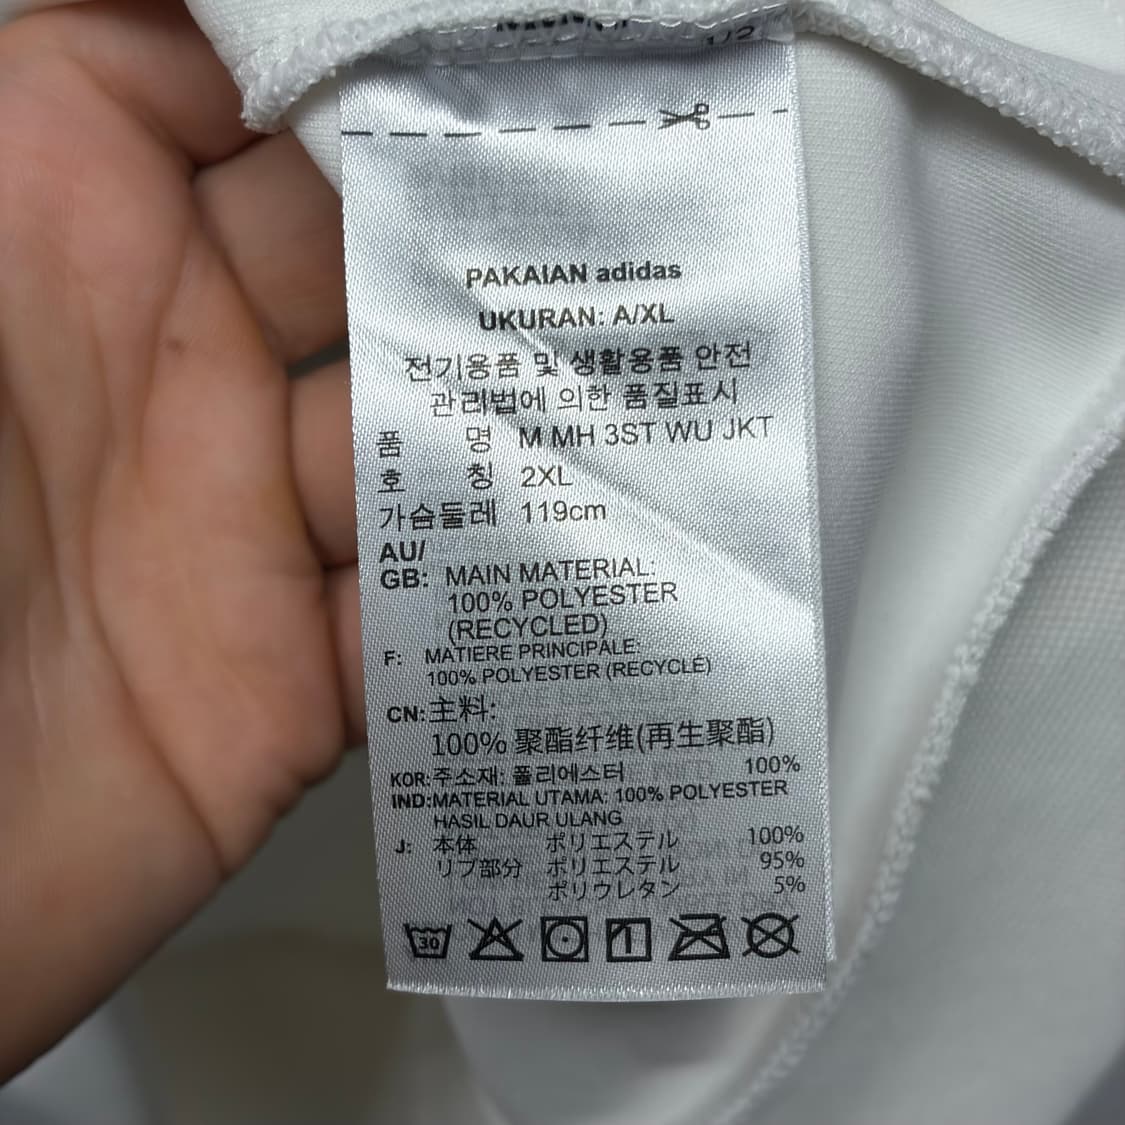 1/2
PAKAIAN adidas
UKURAN: A/XL
전기용품 및 생활용품 안전
관리법에 의한 품질표시
품 명 M MH 3ST WU JKT
호 칭 2XL
가슴둘레 119cm
AU/
GB: MAIN MATERIAL:
100% POLYESTER
(RECYCLED)
F: MATIERE PRINCIPALE:
100% POLYESTER (RECYCLÉ)
CN: 主料:
100% 聚酯纤维(再生聚酯)
KOR: 주소재: 폴리에스터 100%
IND: MATERIAL UTAMA: 100% POLYESTER
HASIL DAUR ULANG
J: 本体 ポリエステル 100%
リブ部分 ポリエステル 95%
ポリウレタン 5%
30